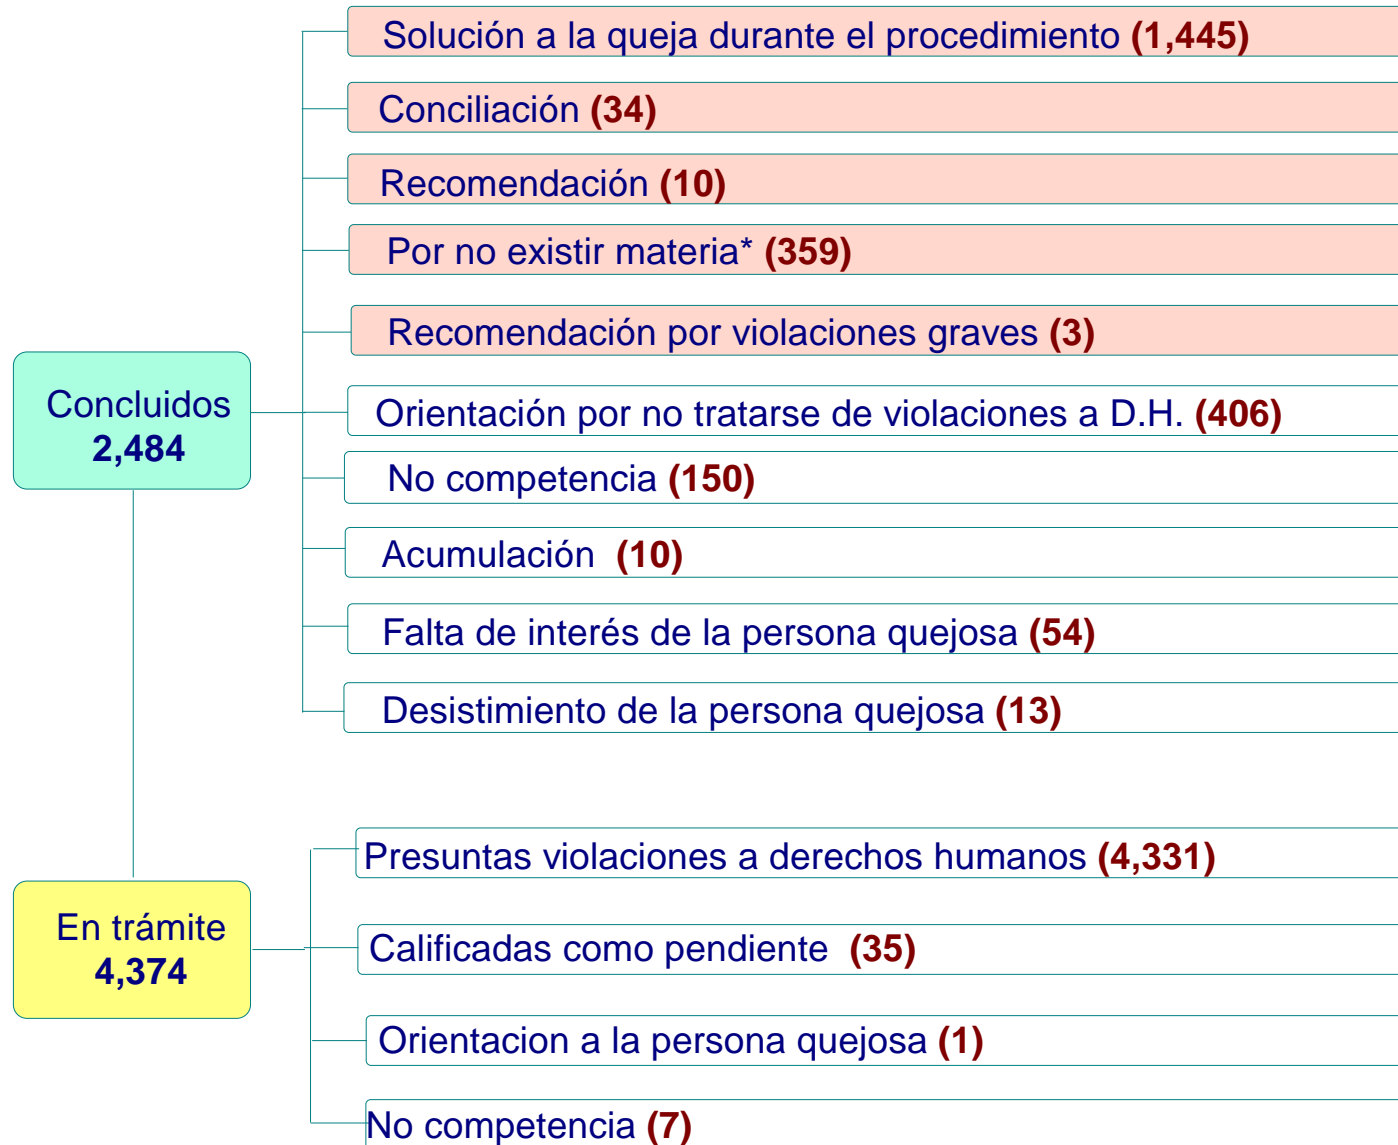 Solución a la queja durante el procedimiento (1,445)
Conciliación (34)
Recomendación (10)
Por no existir materia* (359)
Recomendación por violaciones graves (3)
Concluidos
2,484
Orientación por no tratarse de violaciones a D.H. (406)
No competencia (150)
Acumulación (10)
Falta de interés de la persona quejosa (54)
Desistimiento de la persona quejosa (13)
Presuntas violaciones a derechos humanos (4,331)
En trámite
4,374
Calificadas como pendiente (35)
Orientacion a la persona quejosa (1)
No competencia (7)